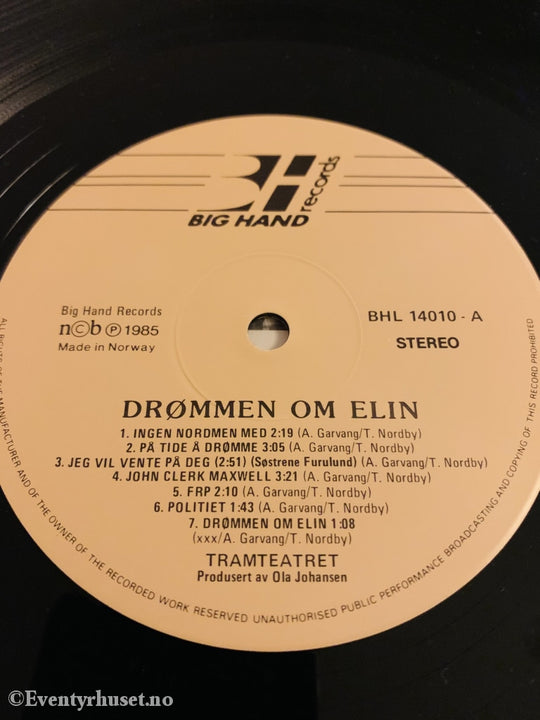 BH records
BIG HAND
Big Hand Records
n©b ℗ 1985
Made in Norway
BHL 14010 - A
STEREO
DRØMMEN OM ELIN
1. INGEN NORDMEN MED 2:19 (A. Garvang/T. Nordby)
2. PÅ TIDE Å DRØMME 3:05 (A. Garvang/T. Nordby)
3. JEG VIL VENTE PÅ DEG (2:51) (Søstrene Furulund) (A. Garvang/T. Nordby)
4. JOHN CLERK MAXWELL 3:21 (A. Garvang/T. Nordby)
5. FRP 2:10 (A. Garvang/T. Nordby)
6. POLITIET 1:43 (A. Garvang/T. Nordby)
7. DRØMMEN OM ELIN 1:08
(xxx/A. Garvang/T. Nordby)
TRAMTEATRET
Produsert av Ola Johansen
ALL RIGHTS OF THE MANUFACTURER AND OF THE OWNER OF THE RECORDED WORK RESERVED UNAUTHORISED PUBLIC PERFORMANCE BROADCASTING AND COPYING OF THIS RECORD PROHIBITED
©Eventyrhuset.no